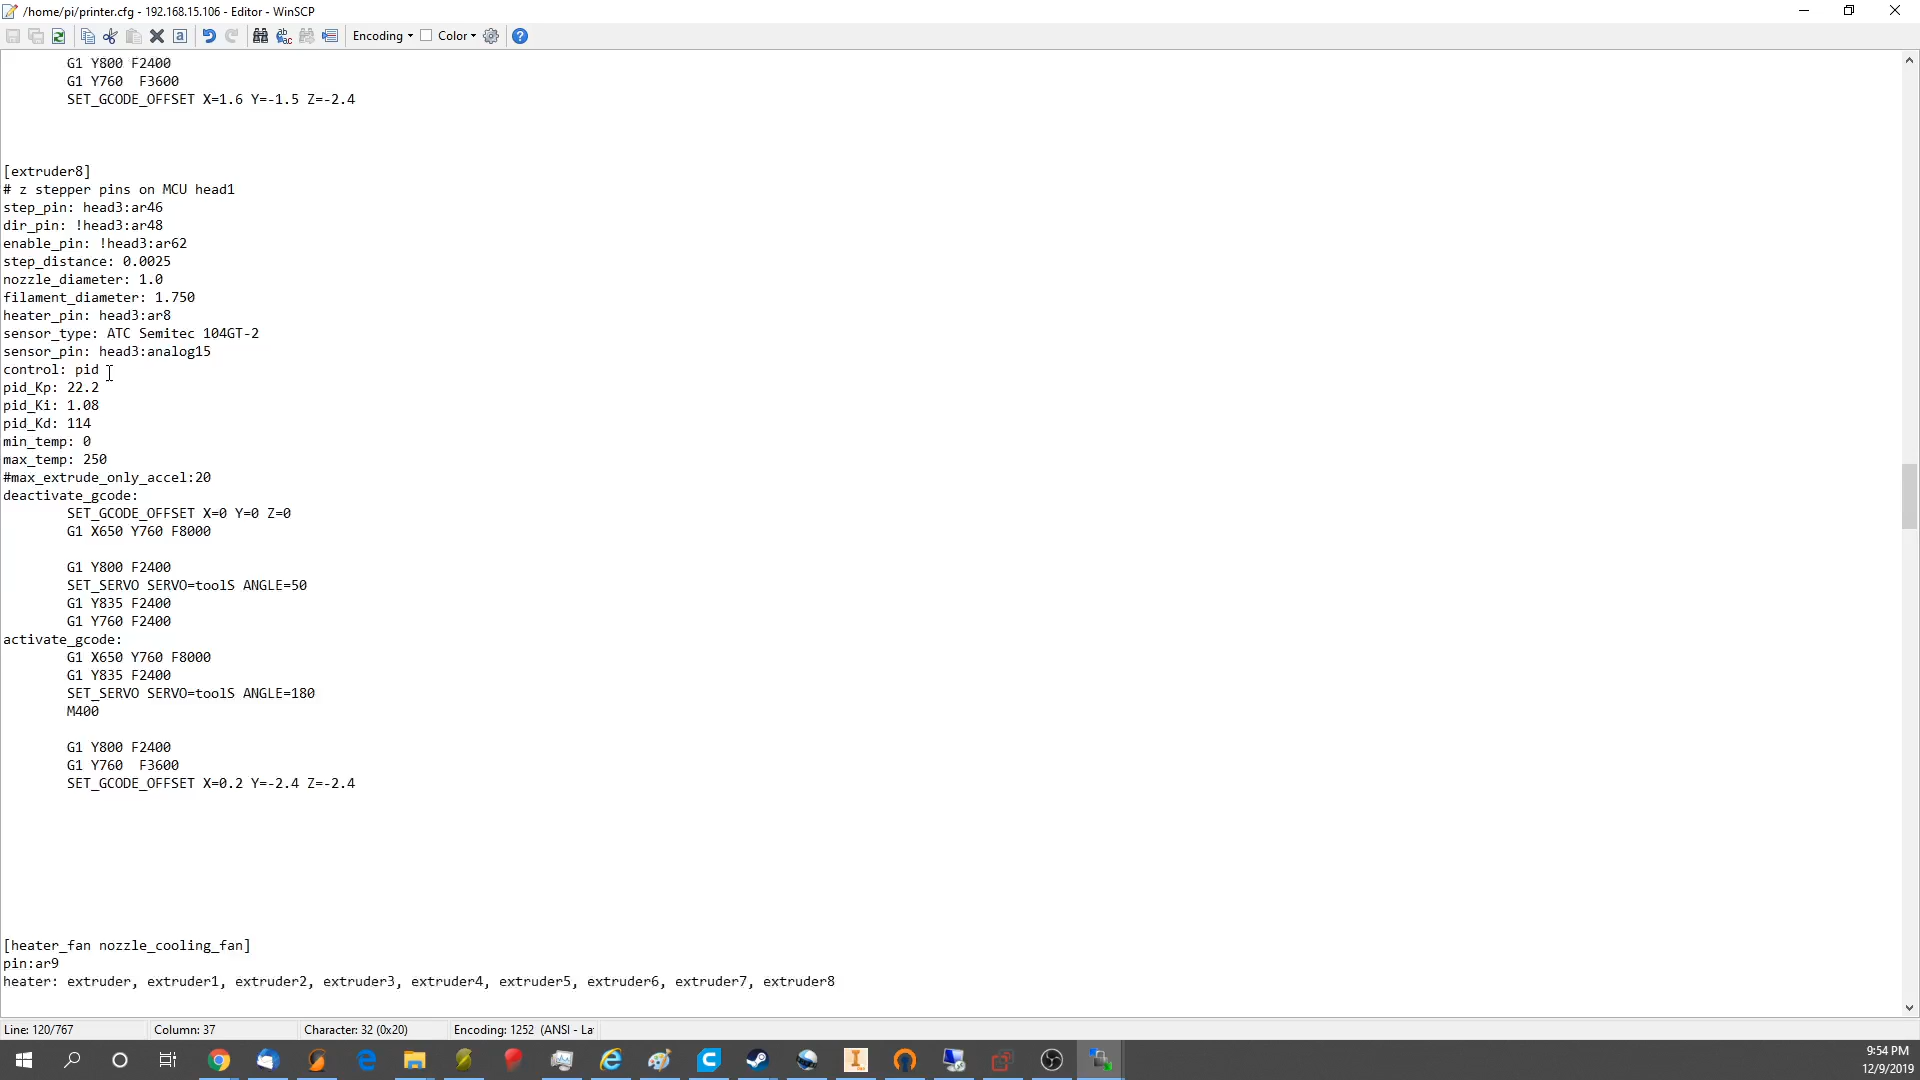 /home/pi/printer.cfg - 192.168.15.106 - Editor - WinSCP
Encoding Color
G1 Y800 F2400
G1 Y760  F3600
SET_GCODE_OFFSET X=1.6 Y=-1.5 Z=-2.4
[extruder8]
# z stepper pins on MCU head1
step_pin: head3:ar46
dir_pin: !head3:ar48
enable_pin: !head3:ar62
step_distance: 0.0025
nozzle_diameter: 1.0
filament_diameter: 1.750
heater_pin: head3:ar8
sensor_type: ATC Semitec 104GT-2
sensor_pin: head3:analog15
control: pid
pid_Kp: 22.2
pid_Ki: 1.08
pid_Kd: 114
min_temp: 0
max_temp: 250
#max_extrude_only_accel:20
deactivate_gcode:
SET_GCODE_OFFSET X=0 Y=0 Z=0
G1 X650 Y760 F8000
G1 Y800 F2400
SET_SERVO SERVO=toolS ANGLE=50
G1 Y835 F2400
G1 Y760 F2400
activate_gcode:
G1 X650 Y760 F8000
G1 Y835 F2400
SET_SERVO SERVO=toolS ANGLE=180
M400
G1 Y800 F2400
G1 Y760  F3600
SET_GCODE_OFFSET X=0.2 Y=-2.4 Z=-2.4
[heater_fan nozzle_cooling_fan]
pin:ar9
heater: extruder, extruder1, extruder2, extruder3, extruder4, extruder5, extruder6, extruder7, extruder8
Line: 120/767 Column: 37 Character: 32 (0x20) Encoding: 1252  (ANSI - La
9:54 PM
12/9/2019